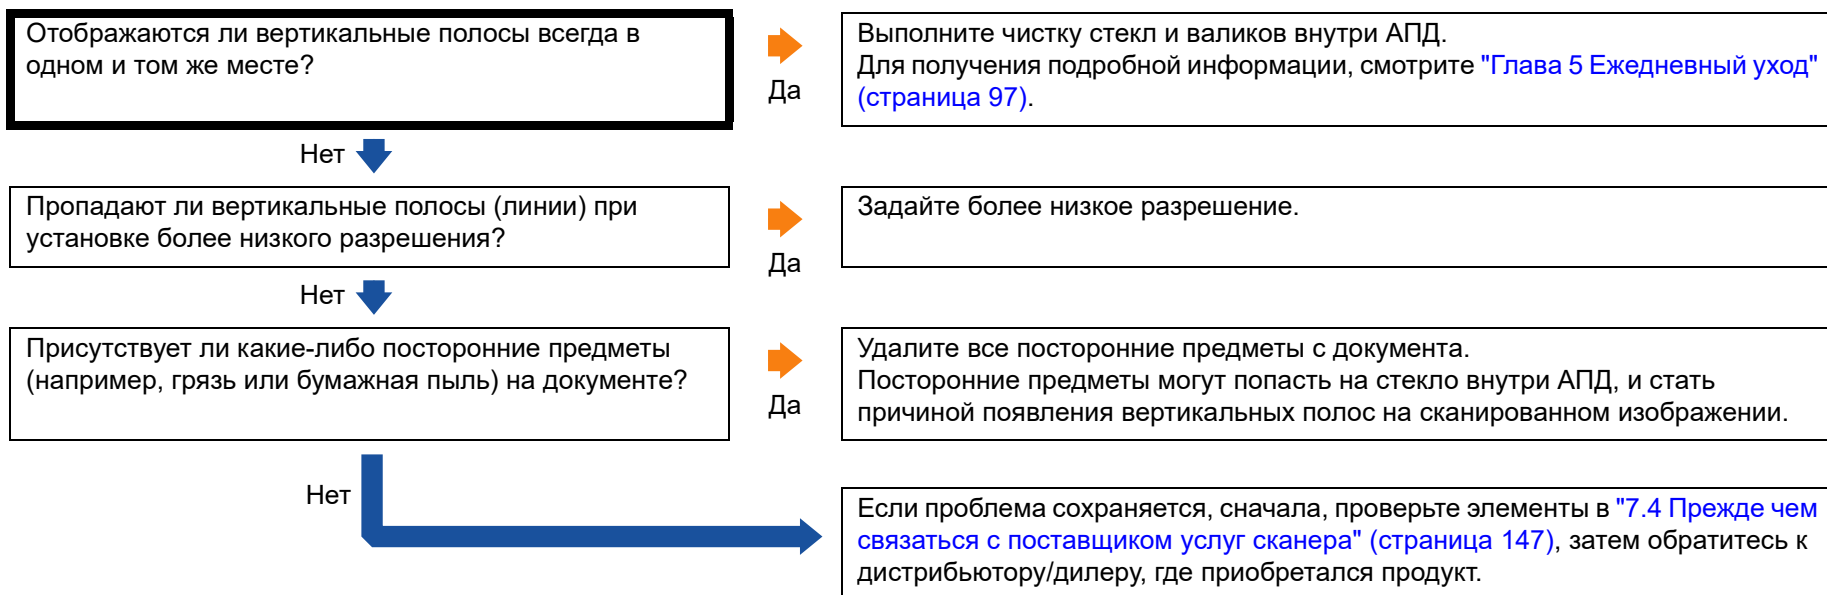 Отображаются ли вертикальные полосы всегда в
одном и том же месте?
Да
Выполните чистку стекл и валиков внутри АПД.
Для получения подробной информации, смотрите "Глава 5 Ежедневный уход"
(страница 97).
Нет
Пропадают ли вертикальные полосы (линии) при
установке более низкого разрешения?
Да
Задайте более низкое разрешение.
Нет
Присутствует ли какие-либо посторонние предметы
(например, грязь или бумажная пыль) на документе?
Да
Удалите все посторонние предметы с документа.
Посторонние предметы могут попасть на стекло внутри АПД, и стать
причиной появления вертикальных полос на сканированном изображении.
Нет
Если проблема сохраняется, сначала, проверьте элементы в "7.4 Прежде чем
связаться с поставщиком услуг сканера" (страница 147), затем обратитесь к
дистрибьютору/дилеру, где приобретался продукт.